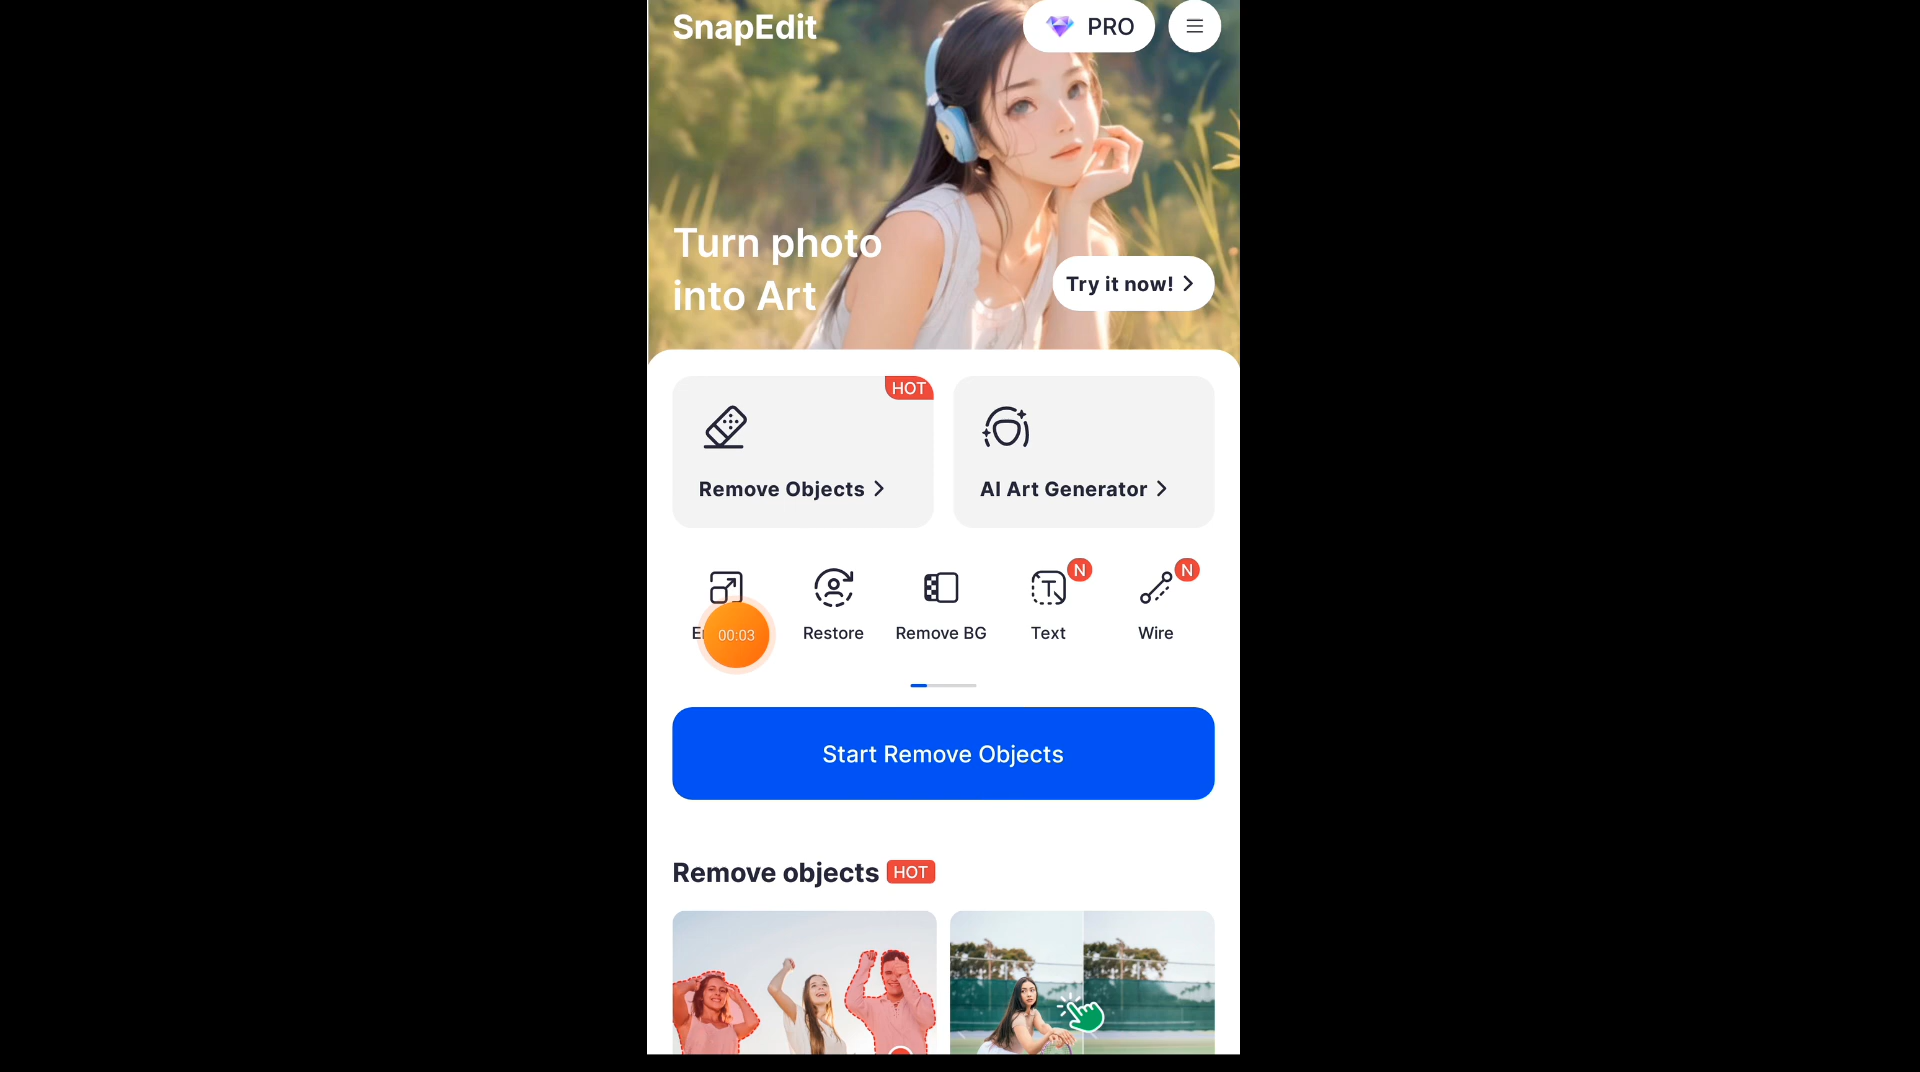 SnapEdit
PRO
Turn photo
into Art
Try it now!
HOT
Remove Objects
AI Art Generator
N
N
00:03
Restore
Remove BG
Text
Wire
Start Remove Objects
Remove objects HOT